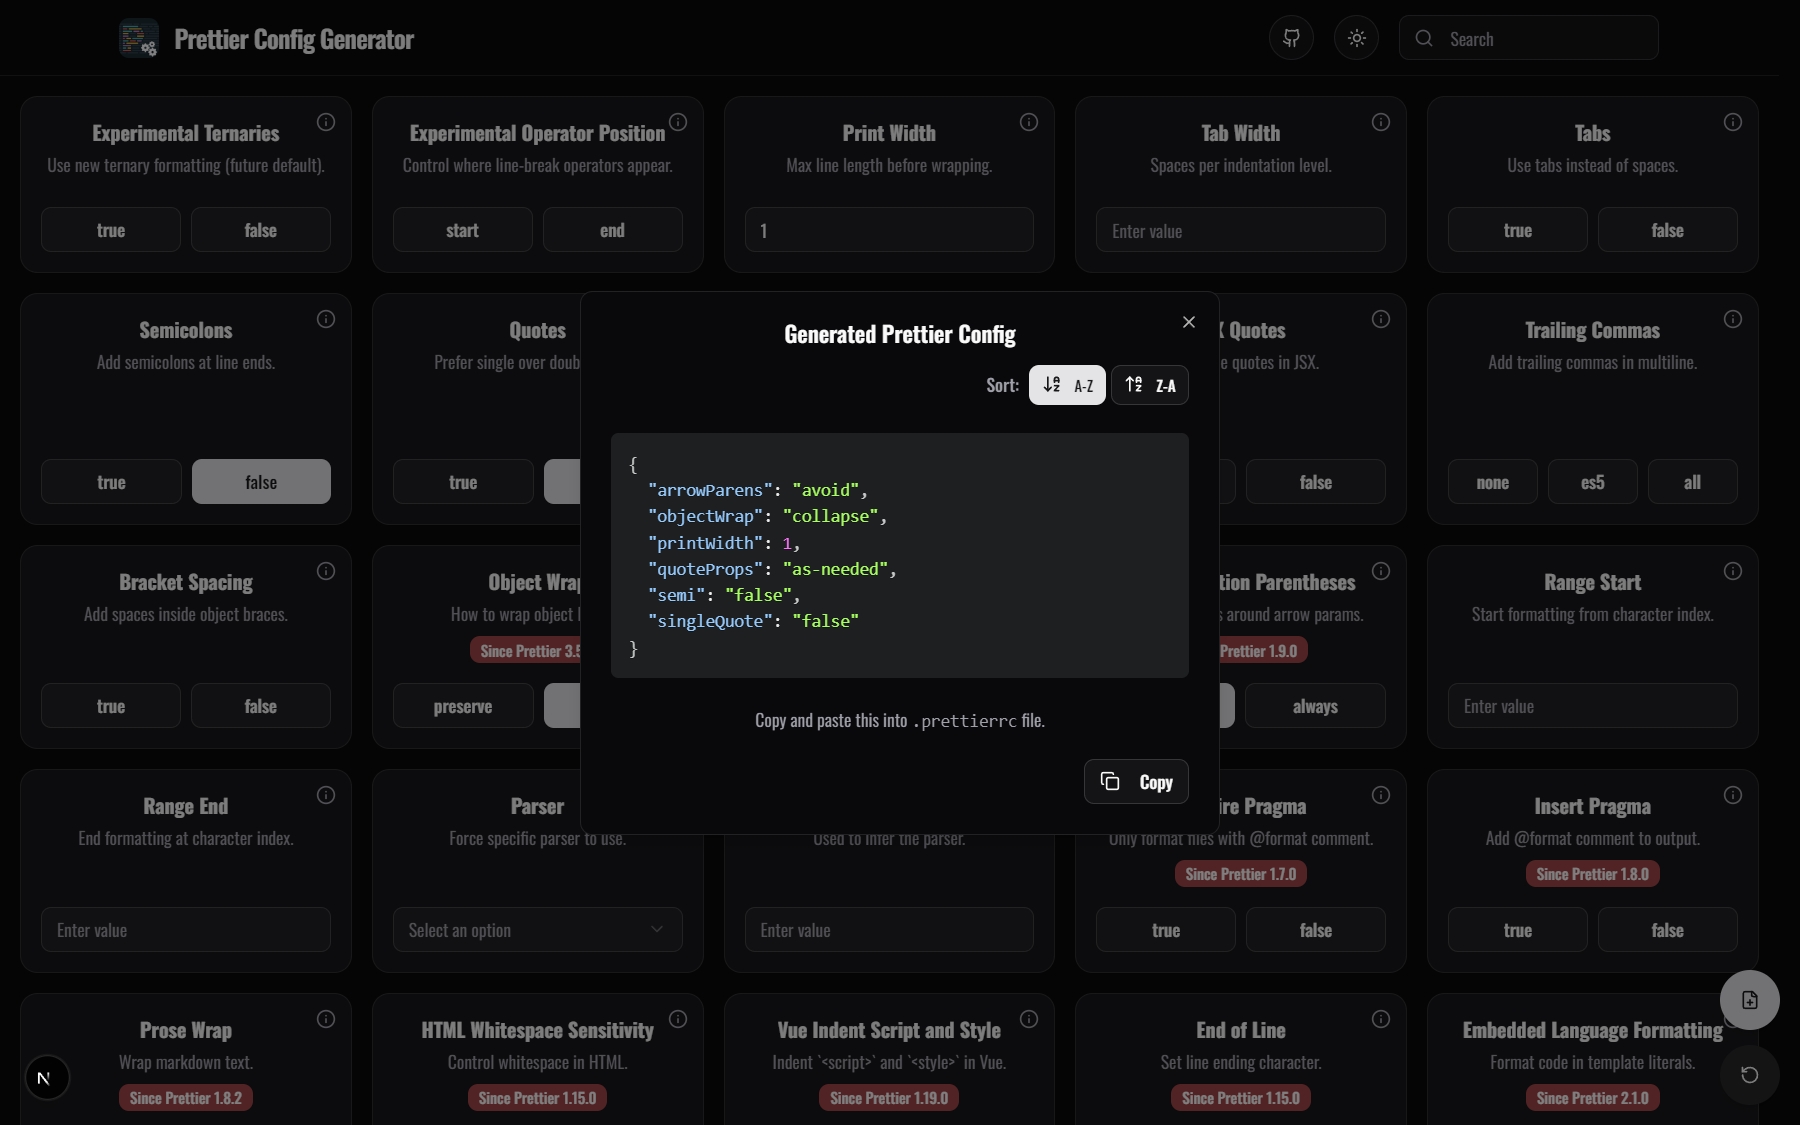 Prettier Config Generator
Search
Experimental Ternaries
Use new ternary formatting (future default).
true
false
Experimental Operator Position
Control where line-break operators appear.
start
end
Print Width
Max line length before wrapping.
1
Tab Width
Spaces per indentation level.
Enter value
Tabs
Use tabs instead of spaces.
true
false
Semicolons
Add semicolons at line ends.
true
false
Quotes
Prefer single over doub
true
Quotes
e quotes in JSX.
false
Trailing Commas
Add trailing commas in multiline.
none
es5
all
Generated Prettier Config
Sort:
A-Z
Z-A
{
"arrowParens": "avoid",
"objectWrap": "collapse",
"printWidth": 1,
"quoteProps": "as-needed",
"semi": "false",
"singleQuote": "false"
}
Copy and paste this into .prettierrc file.
Copy
Bracket Spacing
Add spaces inside object braces.
true
false
Object Wrap
How to wrap object
Since Prettier 3.5
preserve
tion Parentheses
s around arrow params.
Prettier 1.9.0
always
Range Start
Start formatting from character index.
Enter value
Range End
End formatting at character index.
Enter value
Parser
Force specific parser to use.
Select an option
Used to infer the parser.
Enter value
ire Pragma
Only format files with @format comment.
Since Prettier 1.7.0
true
false
Insert Pragma
Add @format comment to output.
Since Prettier 1.8.0
true
false
Prose Wrap
Wrap markdown text.
Since Prettier 1.8.2
HTML Whitespace Sensitivity
Control whitespace in HTML.
Since Prettier 1.15.0
Vue Indent Script and Style
Indent `<script>` and `<style>` in Vue.
Since Prettier 1.19.0
End of Line
Set line ending character.
Since Prettier 1.15.0
Embedded Language Formatting
Format code in template literals.
Since Prettier 2.1.0
N